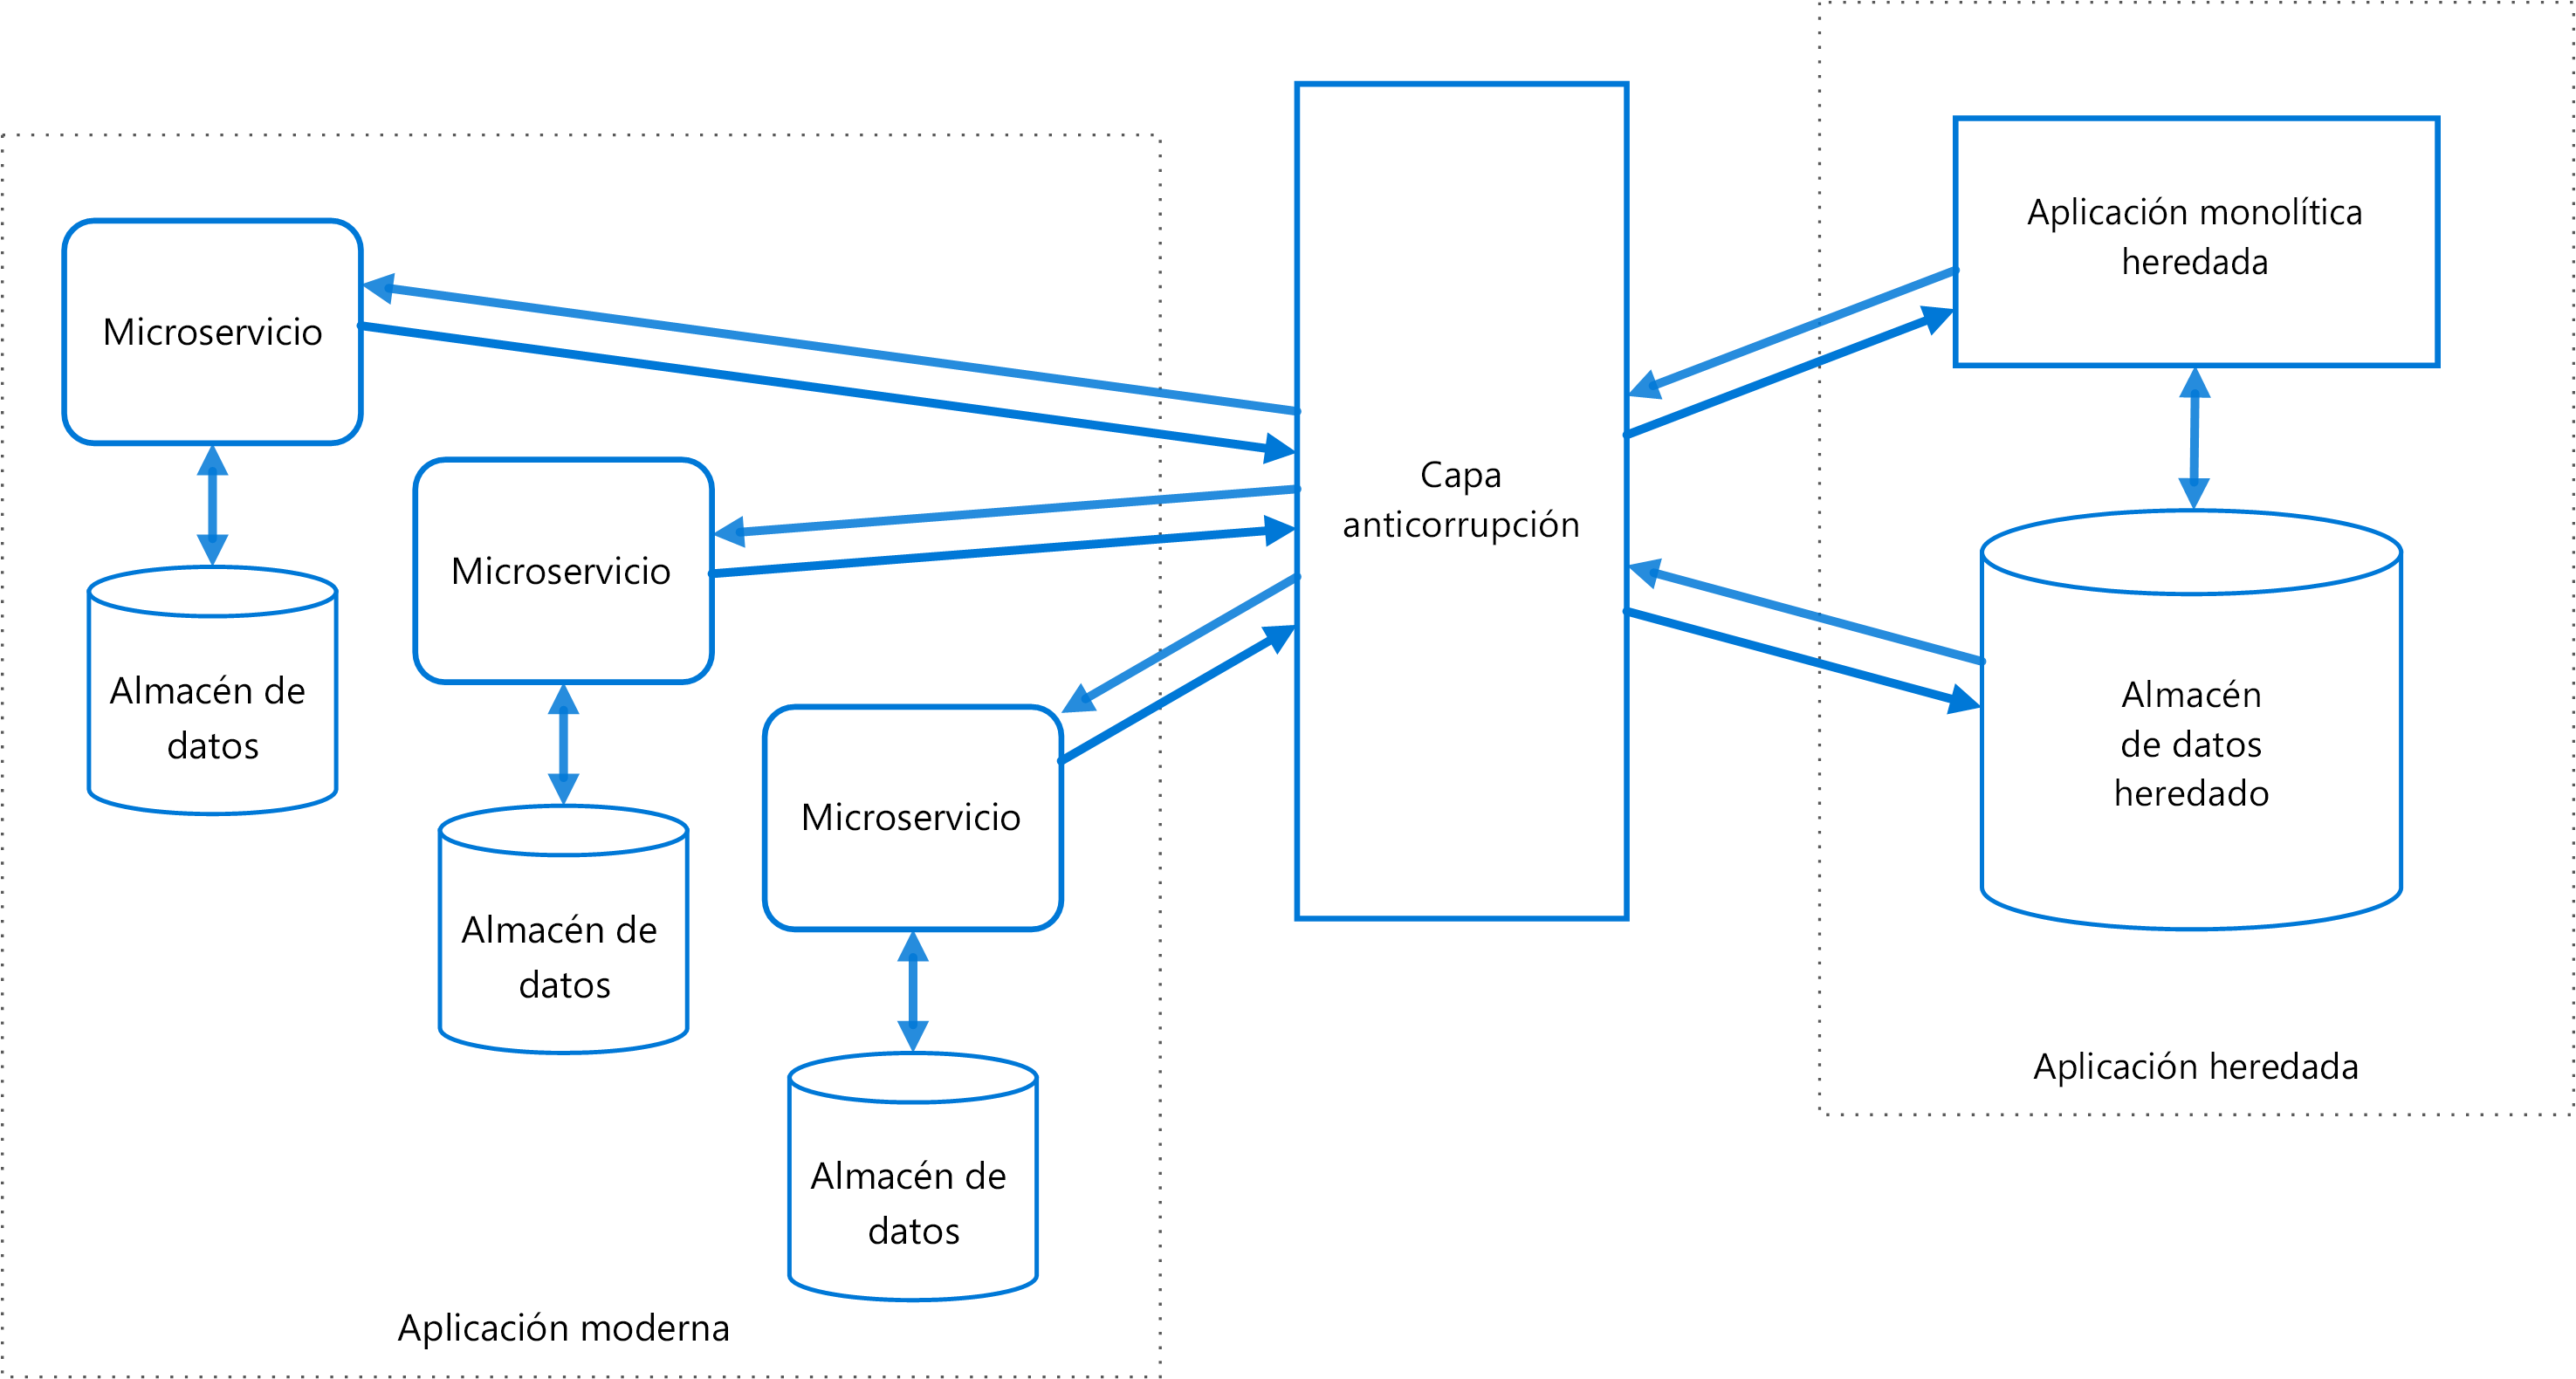 Microservicio
Almacén de
datos
Microservicio
Almacén de
datos
Microservicio
Almacén de
datos
Aplicación moderna
Capa
anticorrupción
Aplicación monolítica
heredada
Almacén
de datos
heredado
Aplicación heredada